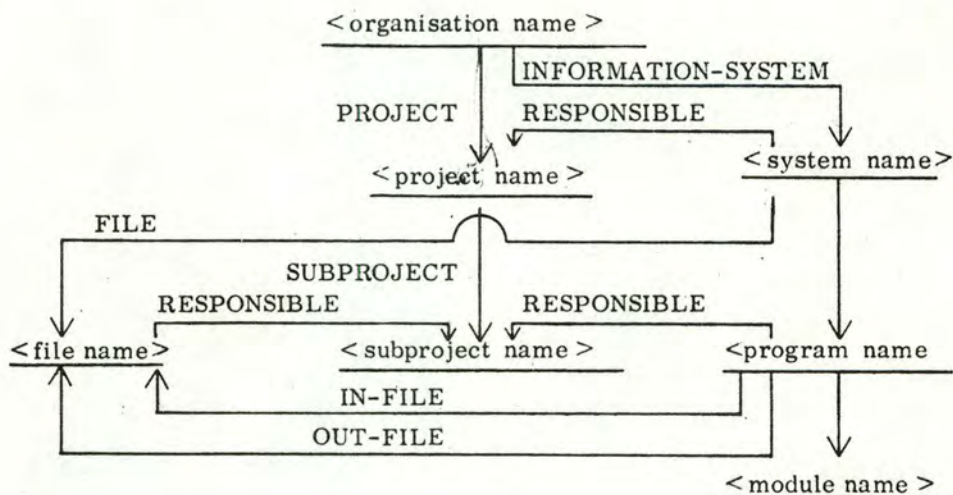 <organisation name>
INFORMATION-SYSTEM
PROJECT
RESPONSIBLE
<project name>
<system name>
FILE
SUBPROJECT
RESPONSIBLE
RESPONSIBLE
<file name>
<subproject name>
<program name
IN-FILE
OUT-FILE
<module name>